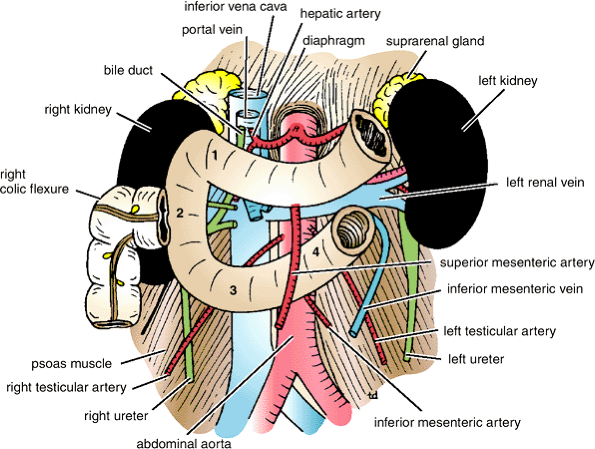 inferior vena cava
hepatic artery
portal vein
diaphragm
suprarenal gland
bile duct
left kidney
right kidney
right
colic flexure
left renal vein
1
2
3
4
superior mesenteric artery
inferior mesenteric vein
left testicular artery
psoas muscle
left ureter
right testicular artery
right ureter
inferior mesenteric artery
abdominal aorta